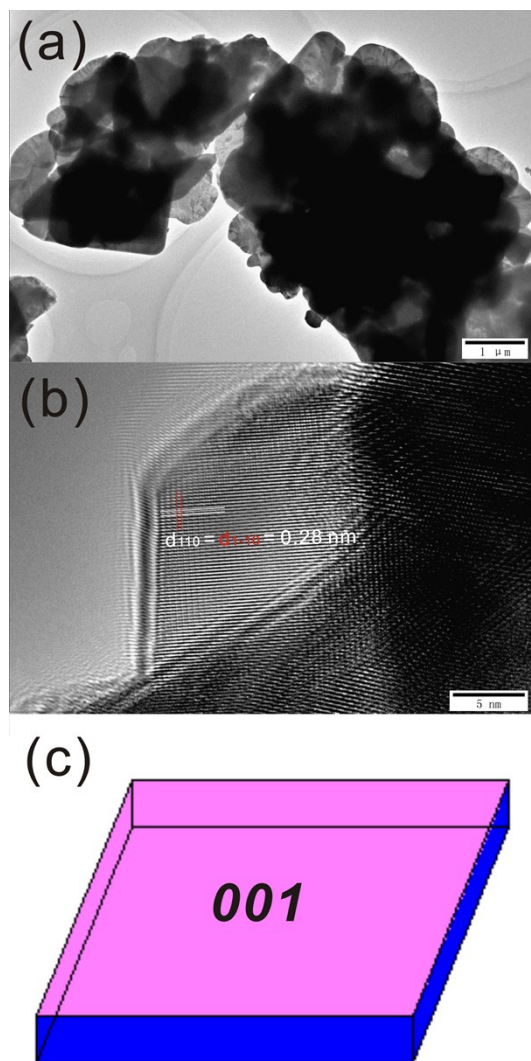 (a)
1 μm
(b)
d110 = d1-10 = 0.28 nm
5 nm
(c)
001